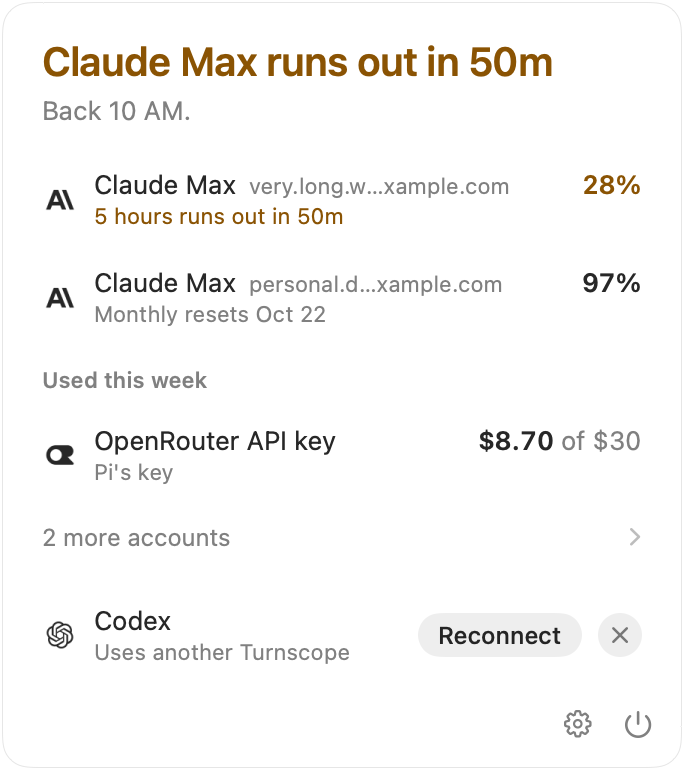 Claude Max runs out in 50m
Back 10 AM.
Claude Max very.long.w...xample.com 28%
5 hours runs out in 50m
Claude Max personal.d...xample.com 97%
Monthly resets Oct 22
Used this week
OpenRouter API key $8.70 of $30
Pi's key
2 more accounts
Codex
Uses another Turnscope
Reconnect